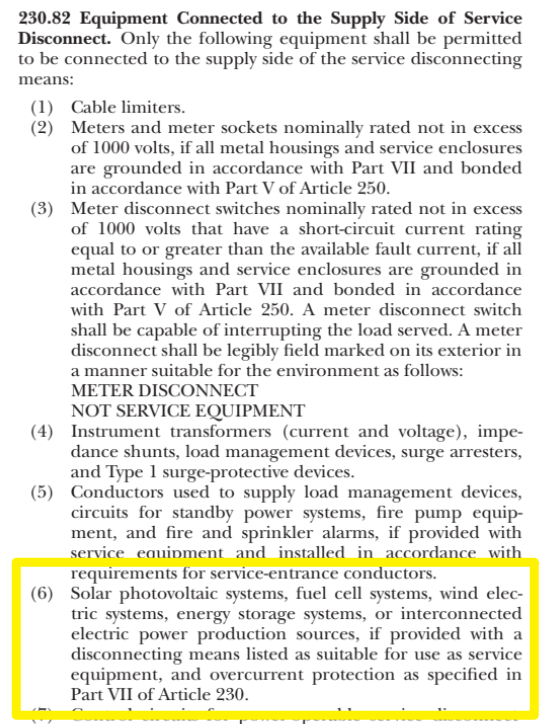 230.82 Equipment Connected to the Supply Side of Service
Disconnect. Only the following equipment shall be permitted
to be connected to the supply side of the service disconnecting
means:
(1) Cable limiters.
(2) Meters and meter sockets nominally rated not in excess
of 1000 volts, if all metal housings and service enclosures
are grounded in accordance with Part VII and bonded
in accordance with Part V of Article 250.
(3) Meter disconnect switches nominally rated not in excess
of 1000 volts that have a short-circuit current rating
equal to or greater than the available fault current, if all
metal housings and service enclosures are grounded in
accordance with Part VII and bonded in accordance
with Part V of Article 250. A meter disconnect switch
shall be capable of interrupting the load served. A meter
disconnect shall be legibly field marked on its exterior in
a manner suitable for the environment as follows:
METER DISCONNECT
NOT SERVICE EQUIPMENT
(4) Instrument transformers (current and voltage), impe-
dance shunts, load management devices, surge arresters,
and Type 1 surge-protective devices.
(5) Conductors used to supply load management devices,
circuits for standby power systems, fire pump equip-
ment, and fire and sprinkler alarms, if provided with
service equipment and installed in accordance with
requirements for service-entrance conductors.
(6) Solar photovoltaic systems, fuel cell systems, wind elec-
tric systems, energy storage systems, or interconnected
electric power production sources, if provided with a
disconnecting means listed as suitable for use as service
equipment, and overcurrent protection as specified in
Part VII of Article 230.